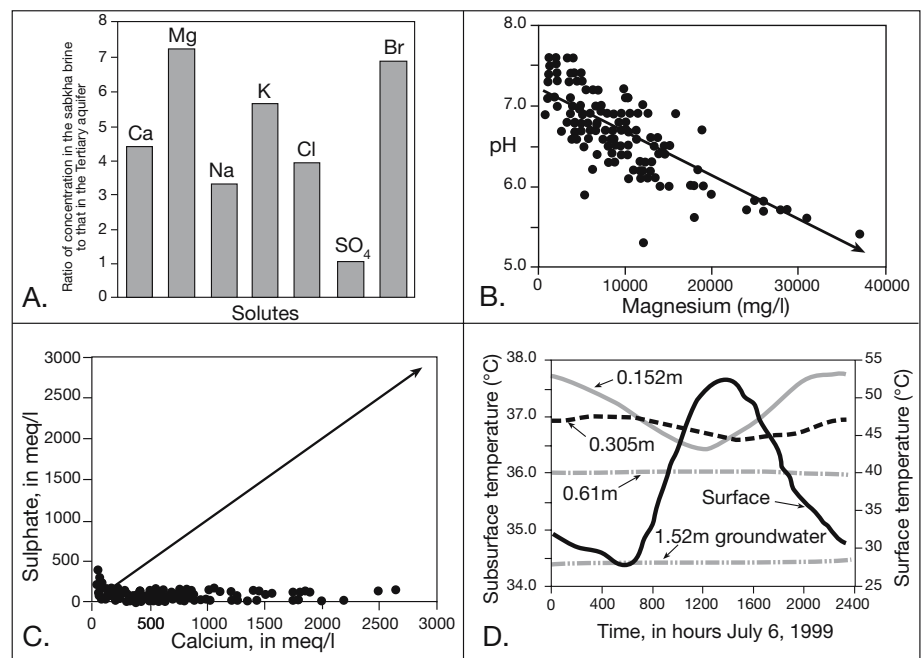 A.
Ratio of concentration in the sabkha brine
to that in the Tertiary aquifer
8
7
6
5
4
3
2
1
0
Ca
Mg
Na
K
Cl
SO4
Br
Solutes
B.
8.0
7.0
6.0
5.0
pH
0 10000 20000 30000 40000
Magnesium (mg/l)
C.
Sulphate, in meq/l
3000
2500
2000
1500
1000
500
0
0 500 1000 1500 2000 2500 3000
Calcium, in meq/l
D.
Subsurface temperature (°C)
38.0
37.0
36.0
35.0
34.0
0.152m
0.305m
0.61m
Surface
1.52m groundwater
55
50
45
40
35
30
25
Surface temperature (°C)
0 400 800 1200 1600 2000 2400
Time, in hours July 6, 1999